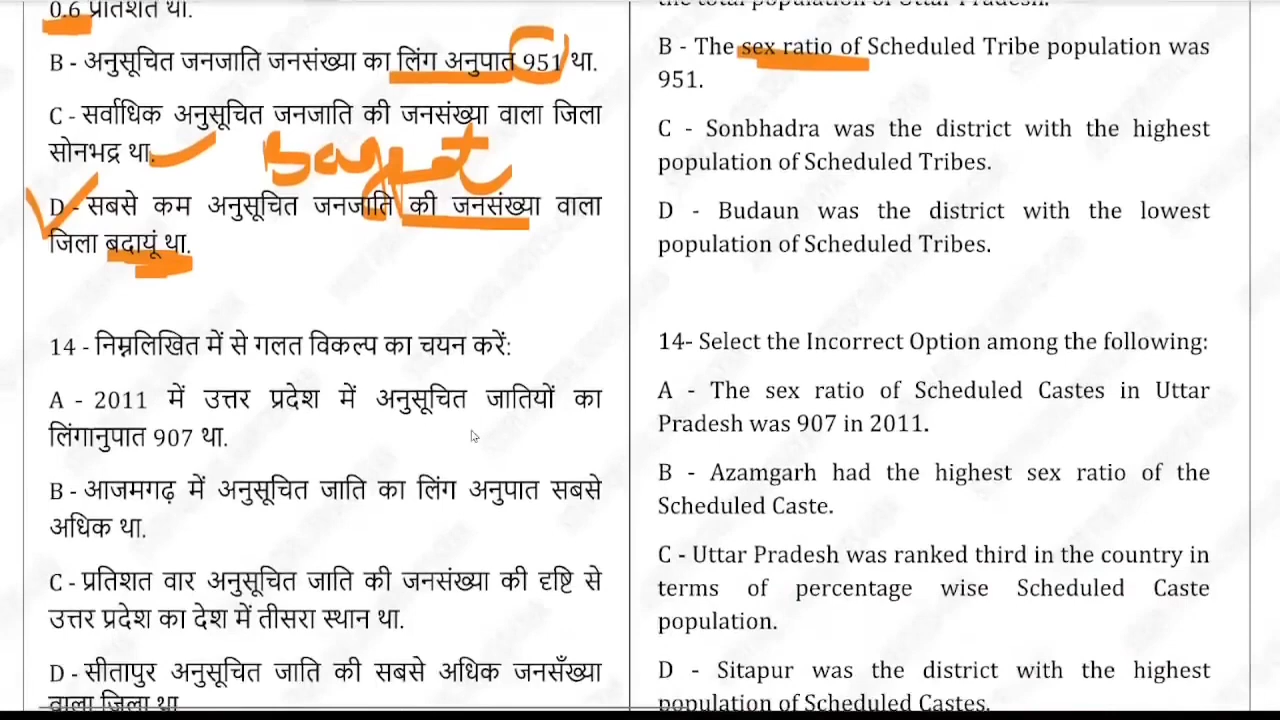 0.6 प्रतिशत था.
B - अनुसूचित जनजाति जनसंख्या का लिंग अनुपात 951 था.
C - सर्वाधिक अनुसूचित जनजाति की जनसंख्या वाला जिला
सोनभद्र था.
Bagpat
D - सबसे कम अनुसूचित जनजाति की जनसंख्या वाला
जिला बदायूं था.
14 - निम्नलिखित में से गलत विकल्प का चयन करें:
A - 2011 में उत्तर प्रदेश में अनुसूचित जातियों का
लिंगानुपात 907 था.
B - आजमगढ़ में अनुसूचित जाति का लिंग अनुपात सबसे
अधिक था.
C - प्रतिशत वार अनुसूचित जाति की जनसंख्या की दृष्टि से
उत्तर प्रदेश का देश में तीसरा स्थान था.
D - सीतापुर अनुसूचित जाति की सबसे अधिक जनसँख्या
वाला जिला था
the total population of Uttar Pradesh.
B - The sex ratio of Scheduled Tribe population was
951.
C - Sonbhadra was the district with the highest
population of Scheduled Tribes.
D - Budaun was the district with the lowest
population of Scheduled Tribes.
14- Select the Incorrect Option among the following:
A - The sex ratio of Scheduled Castes in Uttar
Pradesh was 907 in 2011.
B - Azamgarh had the highest sex ratio of the
Scheduled Caste.
C - Uttar Pradesh was ranked third in the country in
terms of percentage wise Scheduled Caste
population.
D - Sitapur was the district with the highest
population of Scheduled Castes.